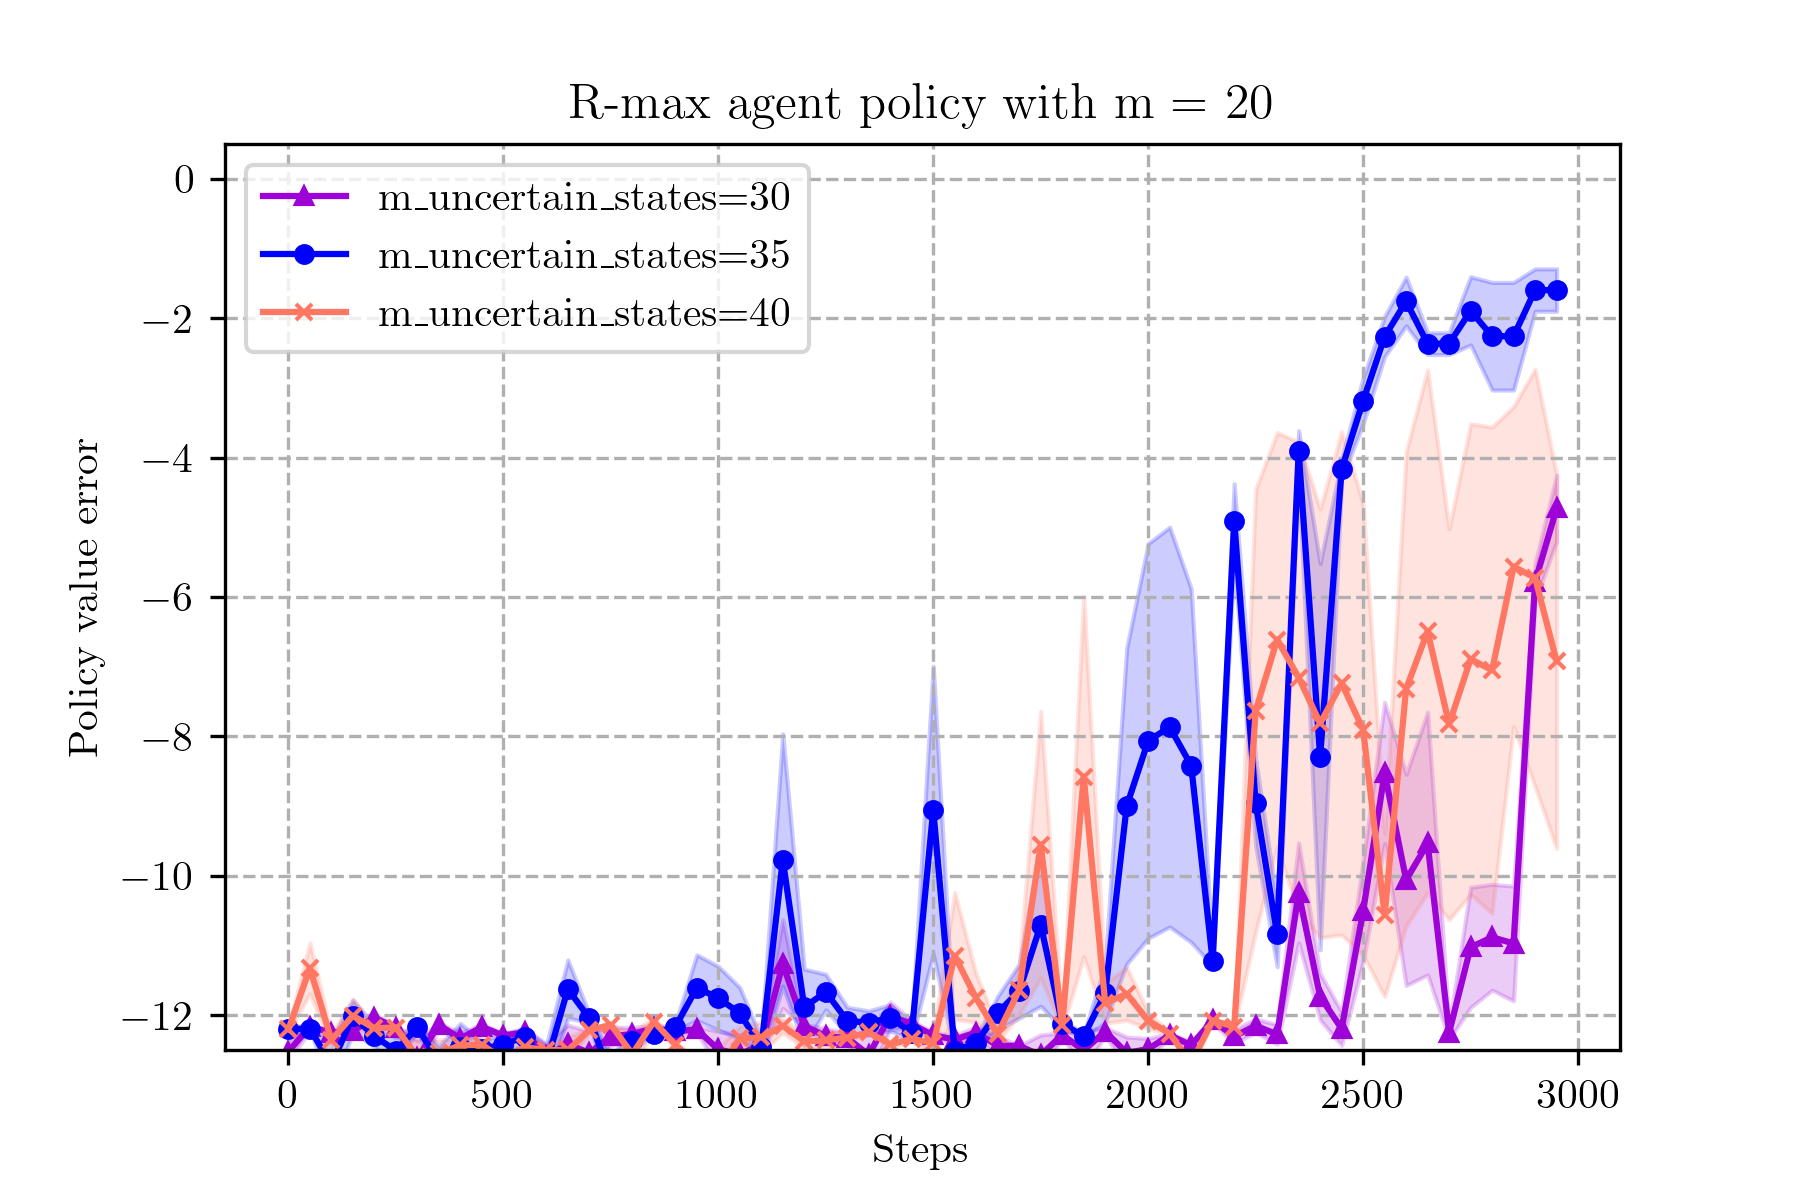 R-max agent policy with m = 20
m_uncertain_states=30
m_uncertain_states=35
m_uncertain_states=40
Policy value error
0
−2
−4
−6
−8
−10
−12
0 500 1000 1500 2000 2500 3000
Steps